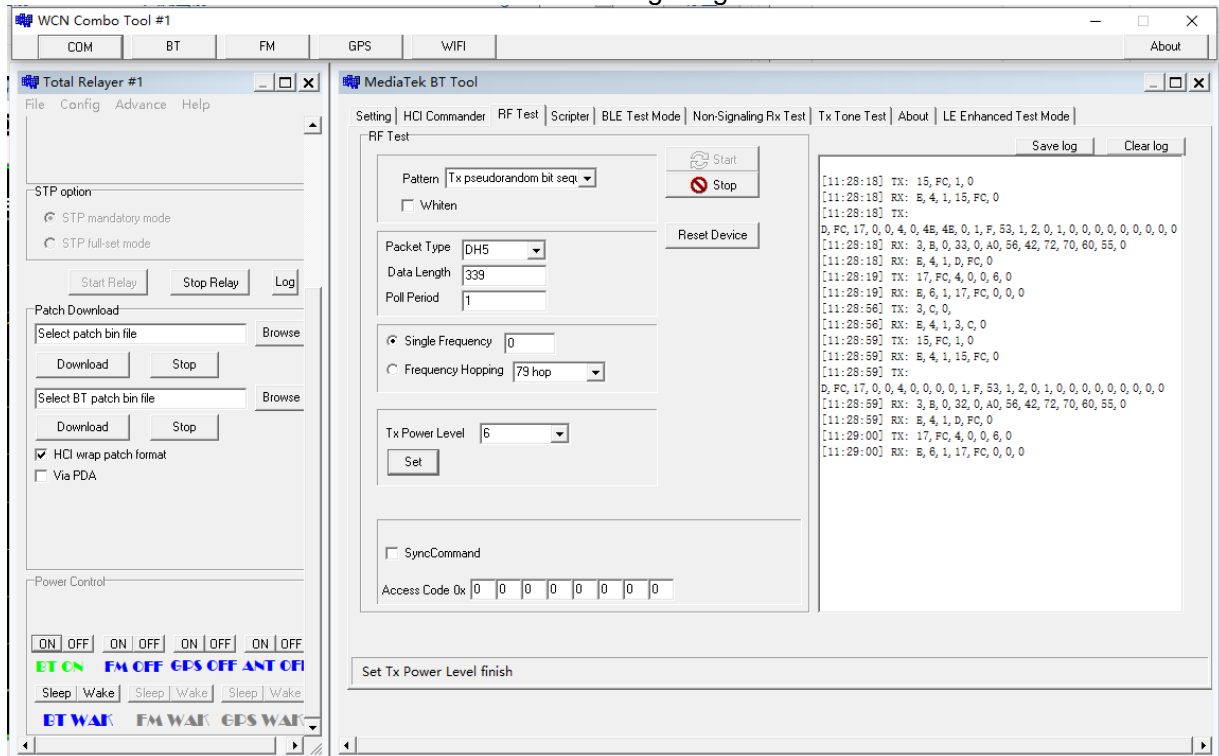 WCN Combo Tool #1
COM BT FM GPS WIFI About
Total Relayer #1
File Config Advance Help
STP option
STP mandatory mode
STP full-set mode
Start Relay Stop Relay Log
Patch Download
Select patch bin file Browse
Download Stop
Select BT patch bin file Browse
Download Stop
HCI wrap patch format
Via PDA
Power Control
ON OFF ON OFF ON OFF ON OFF
BT ON FM OFF GPS OFF ANT OFF
Sleep Wake Sleep Wake Sleep Wake
BT WAK FM WAK GPS WAK
MediaTek BT Tool
Setting HCI Commander RF Test Scripter BLE Test Mode Non-Signaling Rx Test Tx Tone Test About LE Enhanced Test Mode
RF Test
Pattern Tx pseudorandom bit sequ
Whiten
Start
Stop
Reset Device
Packet Type DH5
Data Length 339
Poll Period 1
Single Frequency 0
Frequency Hopping 79 hop
Tx Power Level 6
Set
SyncCommand
Access Code 0x 0 0 0 0 0 0 0 0
Save log Clear log
[11:28:18] TX: 15, FC, 1, 0
[11:28:18] RX: E, 4, 1, 15, FC, 0
[11:28:18] TX:
D, FC, 17, 0, 0, 4, 0, 4E, 4E, 0, 1, F, 53, 1, 2, 0, 1, 0, 0, 0, 0, 0, 0, 0, 0, 0
[11:28:18] RX: 3, B, 0, 33, 0, A0, 56, 42, 72, 70, 60, 55, 0
[11:28:18] RX: E, 4, 1, D, FC, 0
[11:28:19] TX: 17, FC, 4, 0, 0, 6, 0
[11:28:19] RX: E, 6, 1, 17, FC, 0, 0, 0
[11:28:56] TX: 3, C, 0,
[11:28:56] RX: E, 4, 1, 3, C, 0
[11:28:59] TX: 15, FC, 1, 0
[11:28:59] RX: E, 4, 1, 15, FC, 0
[11:28:59] TX:
D, FC, 17, 0, 0, 4, 0, 0, 0, 0, 1, F, 53, 1, 2, 0, 1, 0, 0, 0, 0, 0, 0, 0, 0, 0
[11:28:59] RX: 3, B, 0, 32, 0, A0, 56, 42, 72, 70, 60, 55, 0
[11:28:59] RX: E, 4, 1, D, FC, 0
[11:29:00] TX: 17, FC, 4, 0, 0, 6, 0
[11:29:00] RX: E, 6, 1, 17, FC, 0, 0, 0
Set Tx Power Level finish